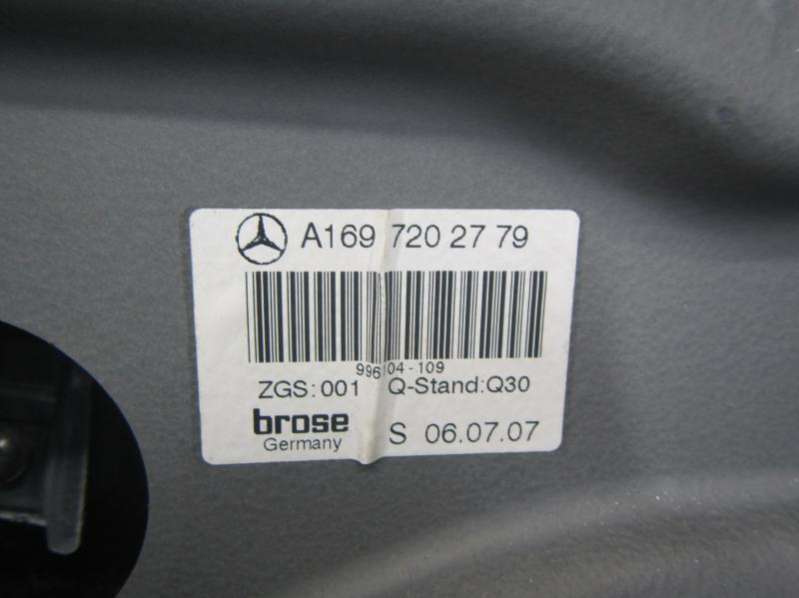 A169 720 27 79
996104-109
ZGS:001 Q-Stand:Q30
brose
Germany S 06.07.07